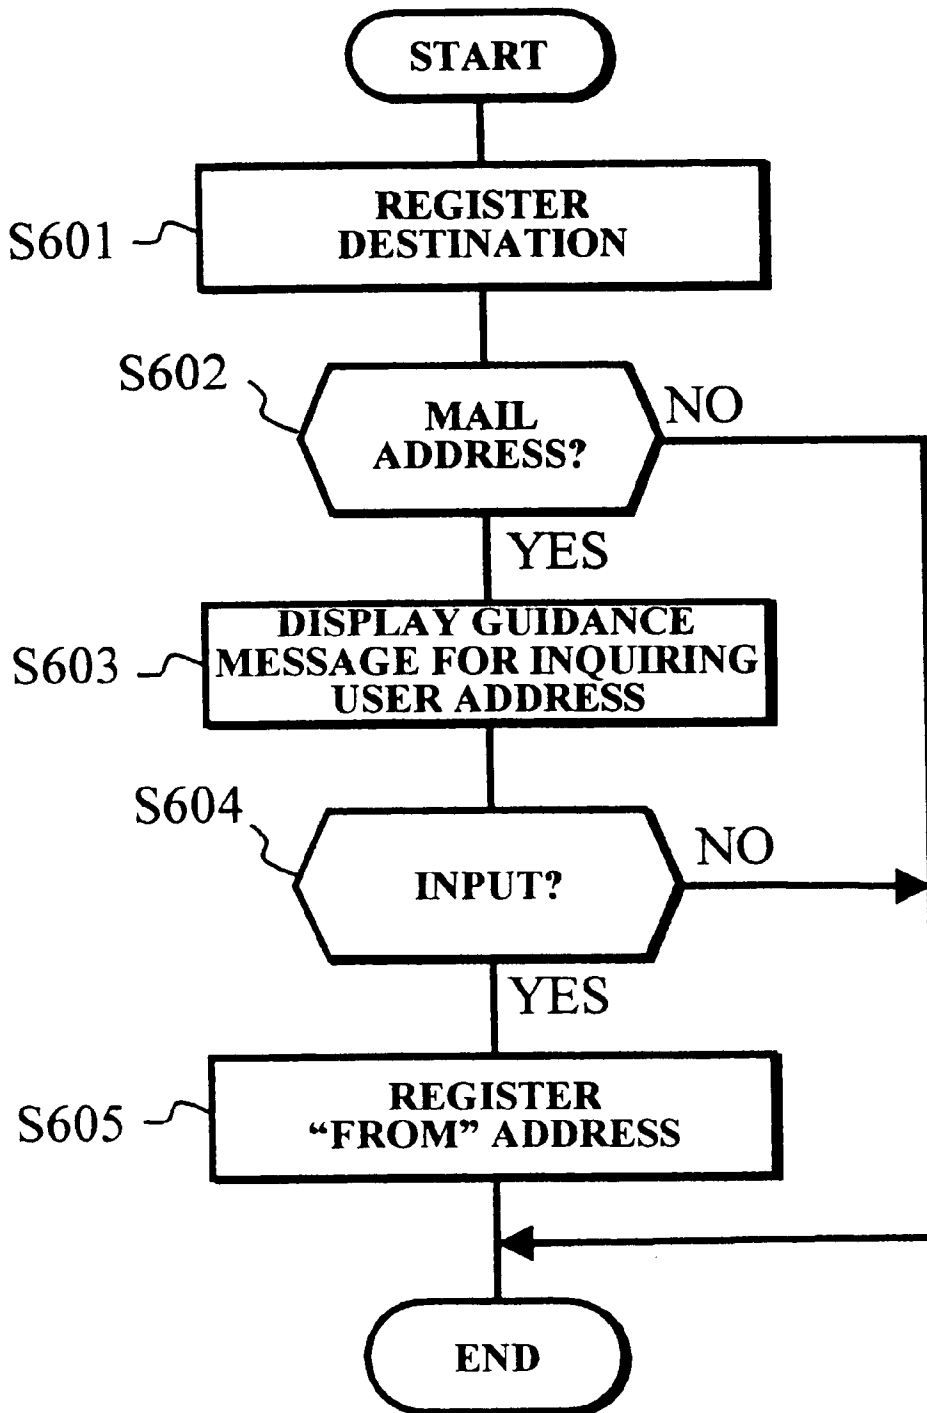 START
S601
REGISTER
DESTINATION
S602
MAIL
ADDRESS?
NO
YES
S603
DISPLAY GUIDANCE
MESSAGE FOR INQUIRING
USER ADDRESS
S604
INPUT?
NO
YES
S605
REGISTER
“FROM” ADDRESS
END